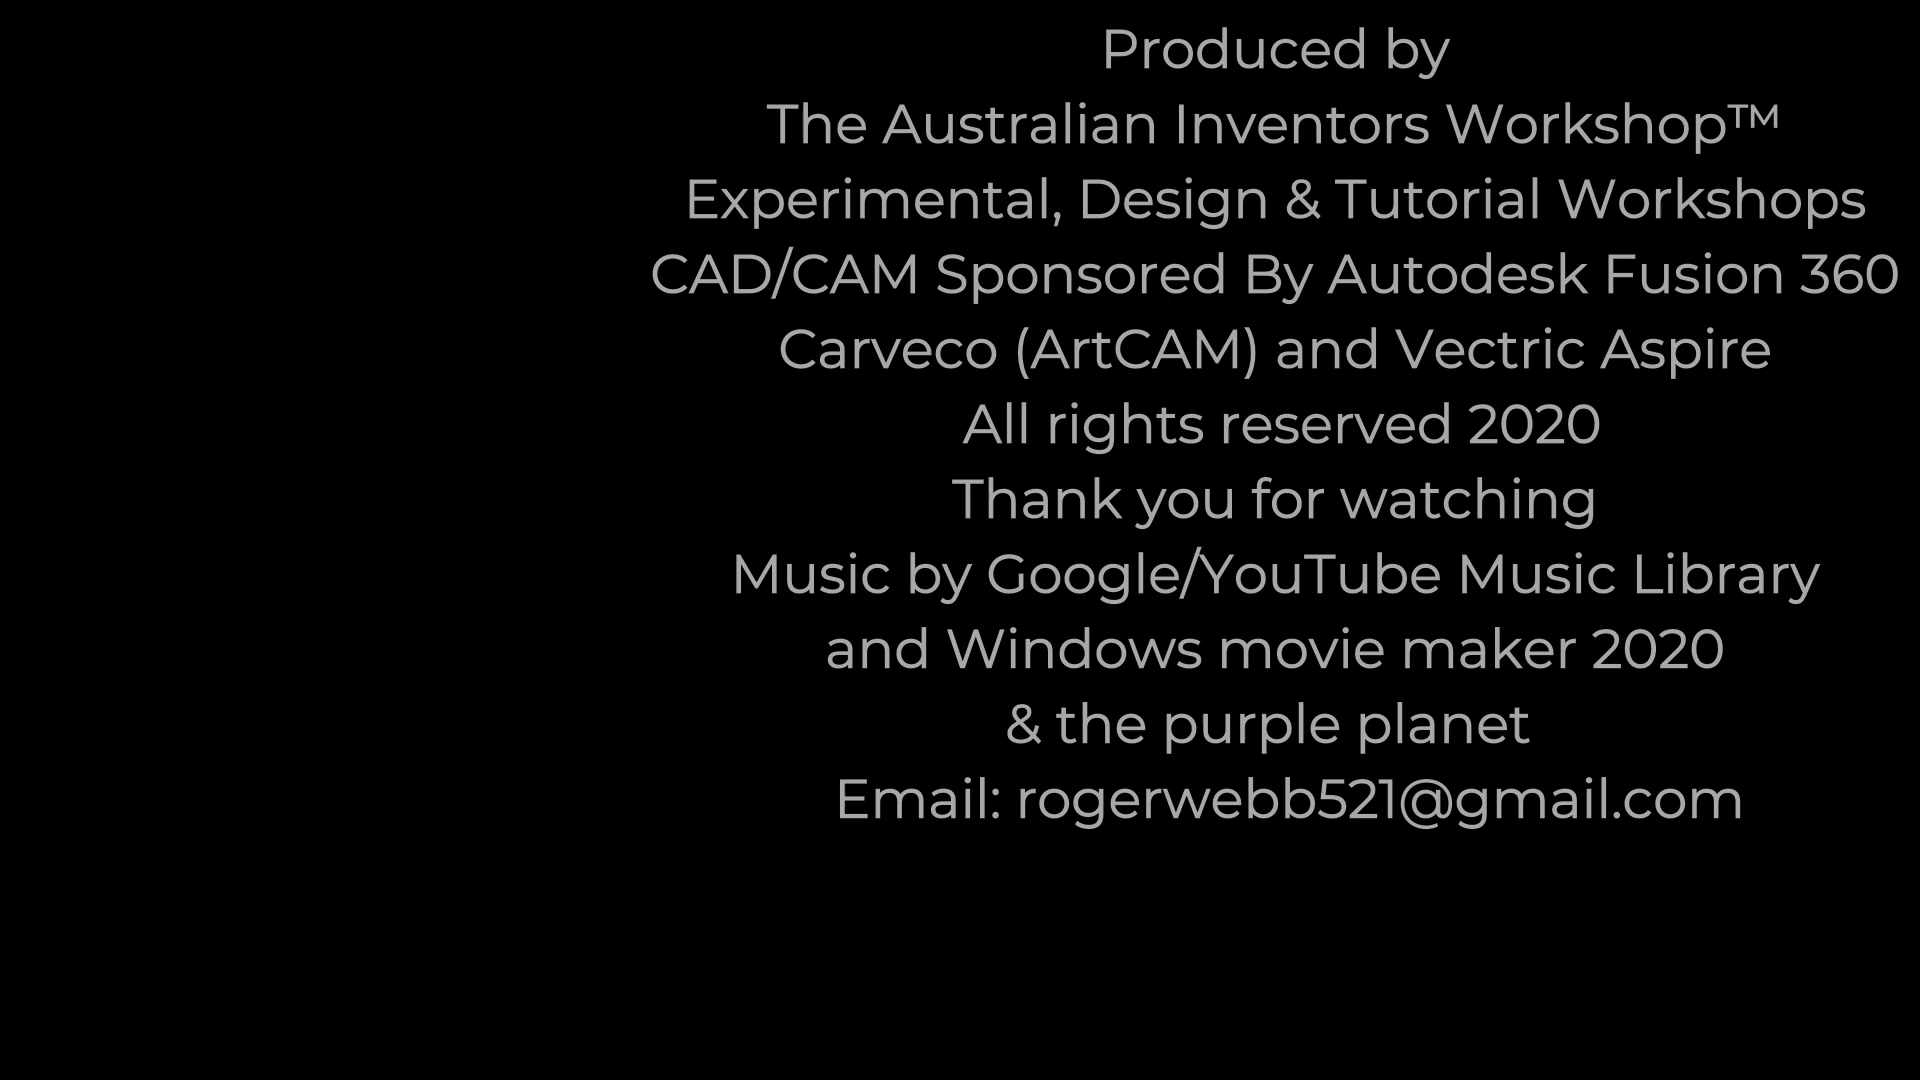 Produced by
The Australian Inventors Workshop™
Experimental, Design & Tutorial Workshops
CAD/CAM Sponsored By Autodesk Fusion 360
Carveco (ArtCAM) and Vectric Aspire
All rights reserved 2020
Thank you for watching
Music by Google/YouTube Music Library
and Windows movie maker 2020
& the purple planet
Email: rogerwebb521@gmail.com